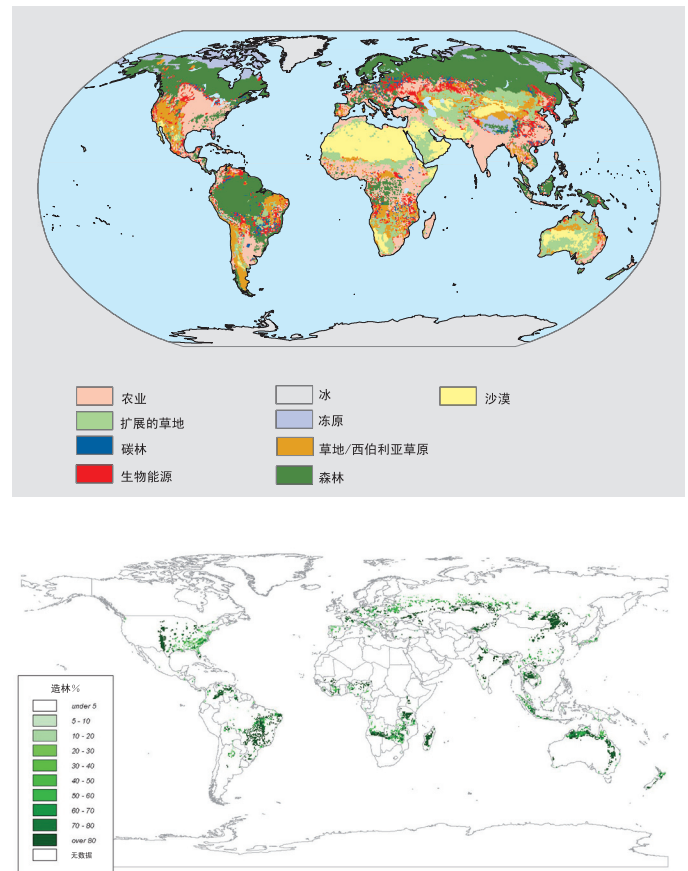 农业
冰
沙漠
扩展的草地
冻原
碳林
草地/西伯利亚草原
生物能源
森林
造林%
under 5
5 - 10
10 - 20
20 - 30
30 - 40
40 - 50
50 - 60
60 - 70
70 - 80
over 80
无数据